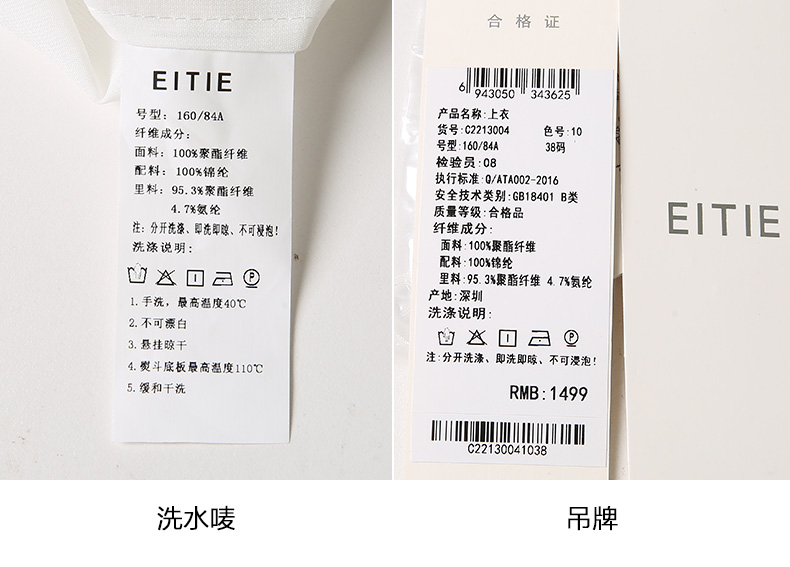 EITIE
号型: 160/84A
纤维成分:
面料: 100%聚酯纤维
配料: 100%锦纶
里料: 95.3%聚酯纤维
4.7%氨纶
注: 分开洗涤、即洗即晾、不可浸泡!
洗涤说明:
P
1.手洗, 最高温度40℃
2.不可漂白
3.悬挂晾干
4.熨斗底板最高温度110℃
5.缓和干洗
洗水唛
合格证
6 943050 343625
产品名称:上衣
货号:C2213004 色号:10
号型:160/84A 38码
检验员:08
执行标准:Q/ATA002-2016
安全技术类别:GB18401 B类
质量等级:合格品
纤维成分:
面料:100%聚酯纤维
配料:100%锦纶
里料:95.3%聚酯纤维 4.7%氨纶
产地:深圳
洗涤说明:
P
注:分开洗涤、即洗即晾、不可浸泡!
RMB:1499
C22130041038
EITIE
吊牌